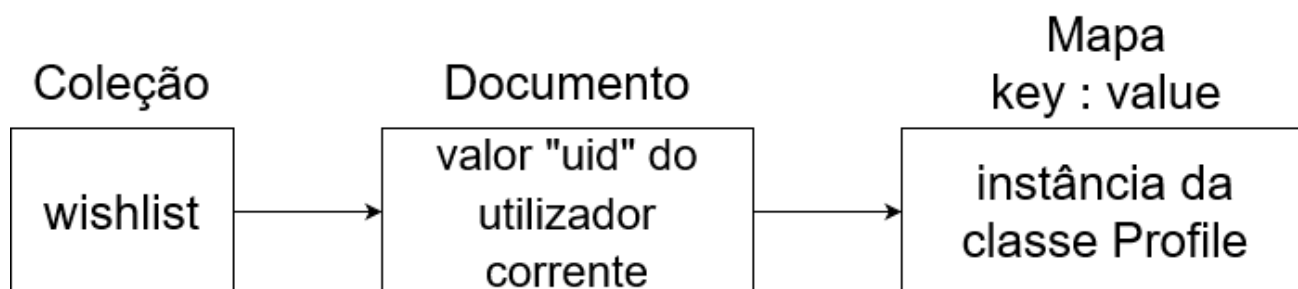 Coleção
wishlist
Documento
valor "uid" do
utilizador
corrente
Mapa
key : value
instância da
classe Profile